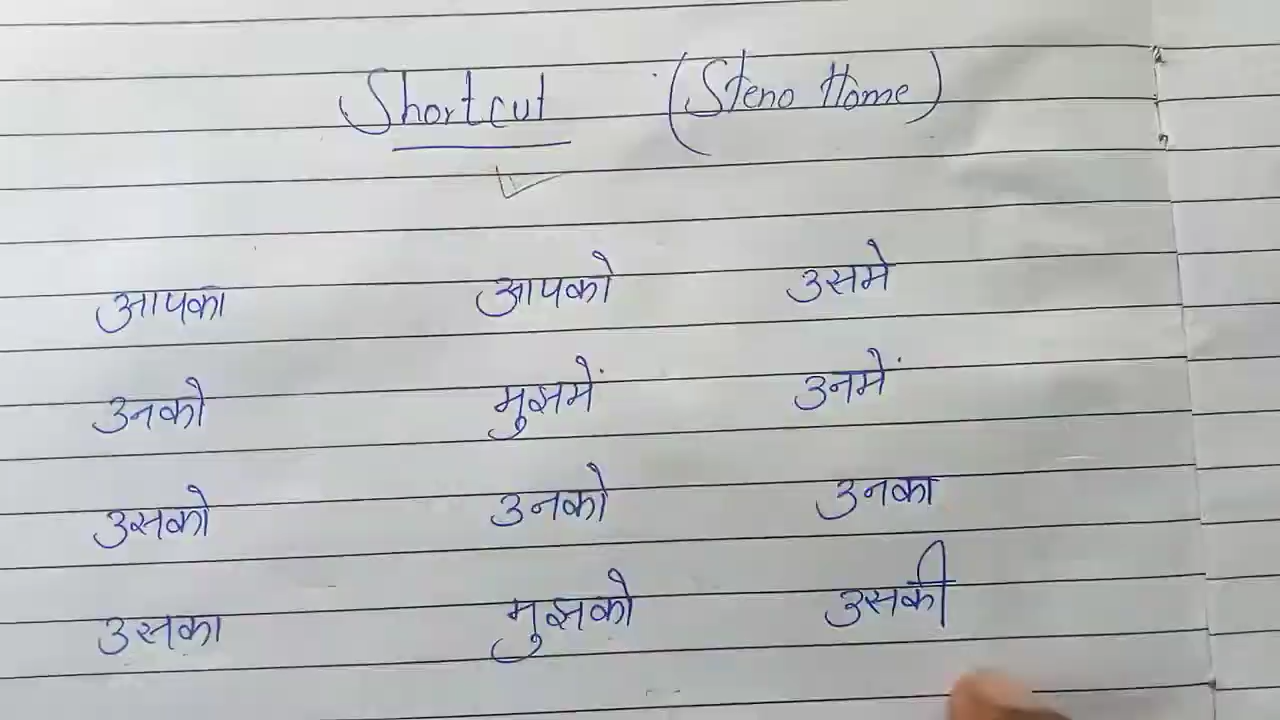 Shortcut (Steno Home)
आपका आपको उसमे
उनको मुझमें उनमें
उसको उनको उनका
उसका मुझको उसकी